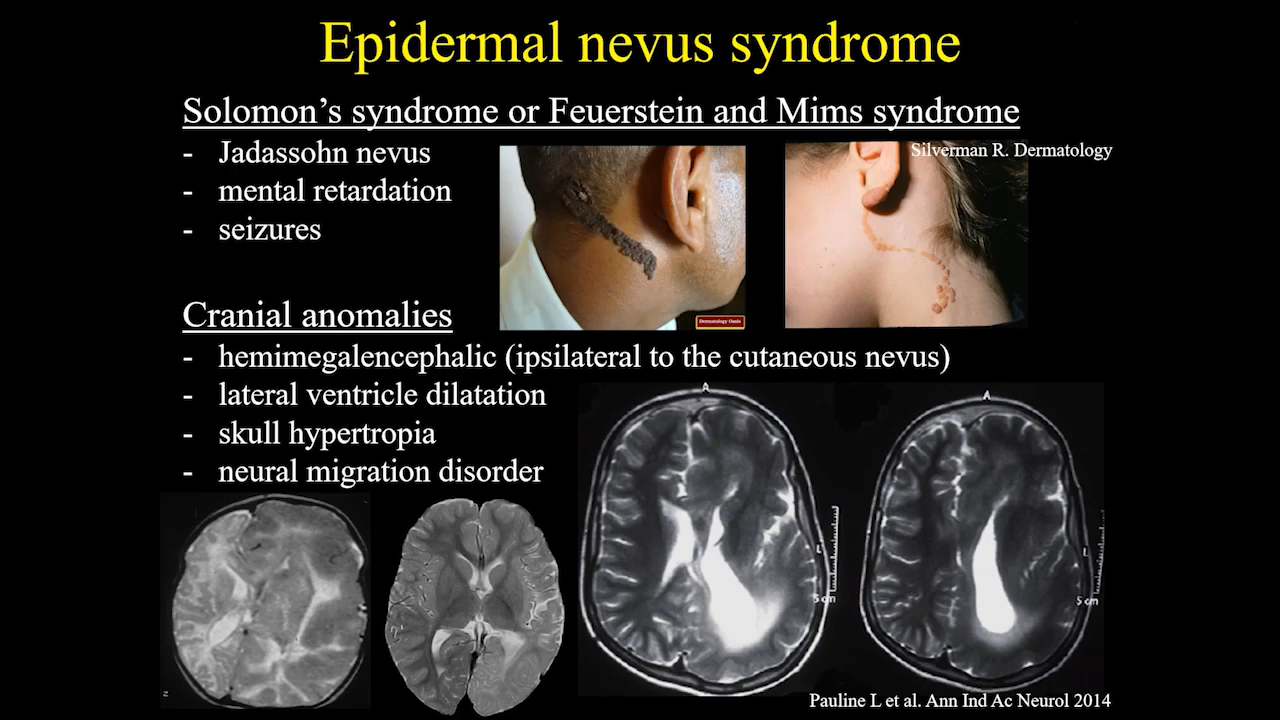 Epidermal nevus syndrome
Solomon's syndrome or Feuerstein and Mims syndrome
- Jadassohn nevus
- mental retardation
- seizures
Silverman R. Dermatology
Dermatology Oasis
Cranial anomalies
- hemimegalencephalic (ipsilateral to the cutaneous nevus)
- lateral ventricle dilatation
- skull hypertropia
- neural migration disorder
A
A
L
L
5 cm
5 cm
Pauline L et al. Ann Ind Ac Neurol 2014